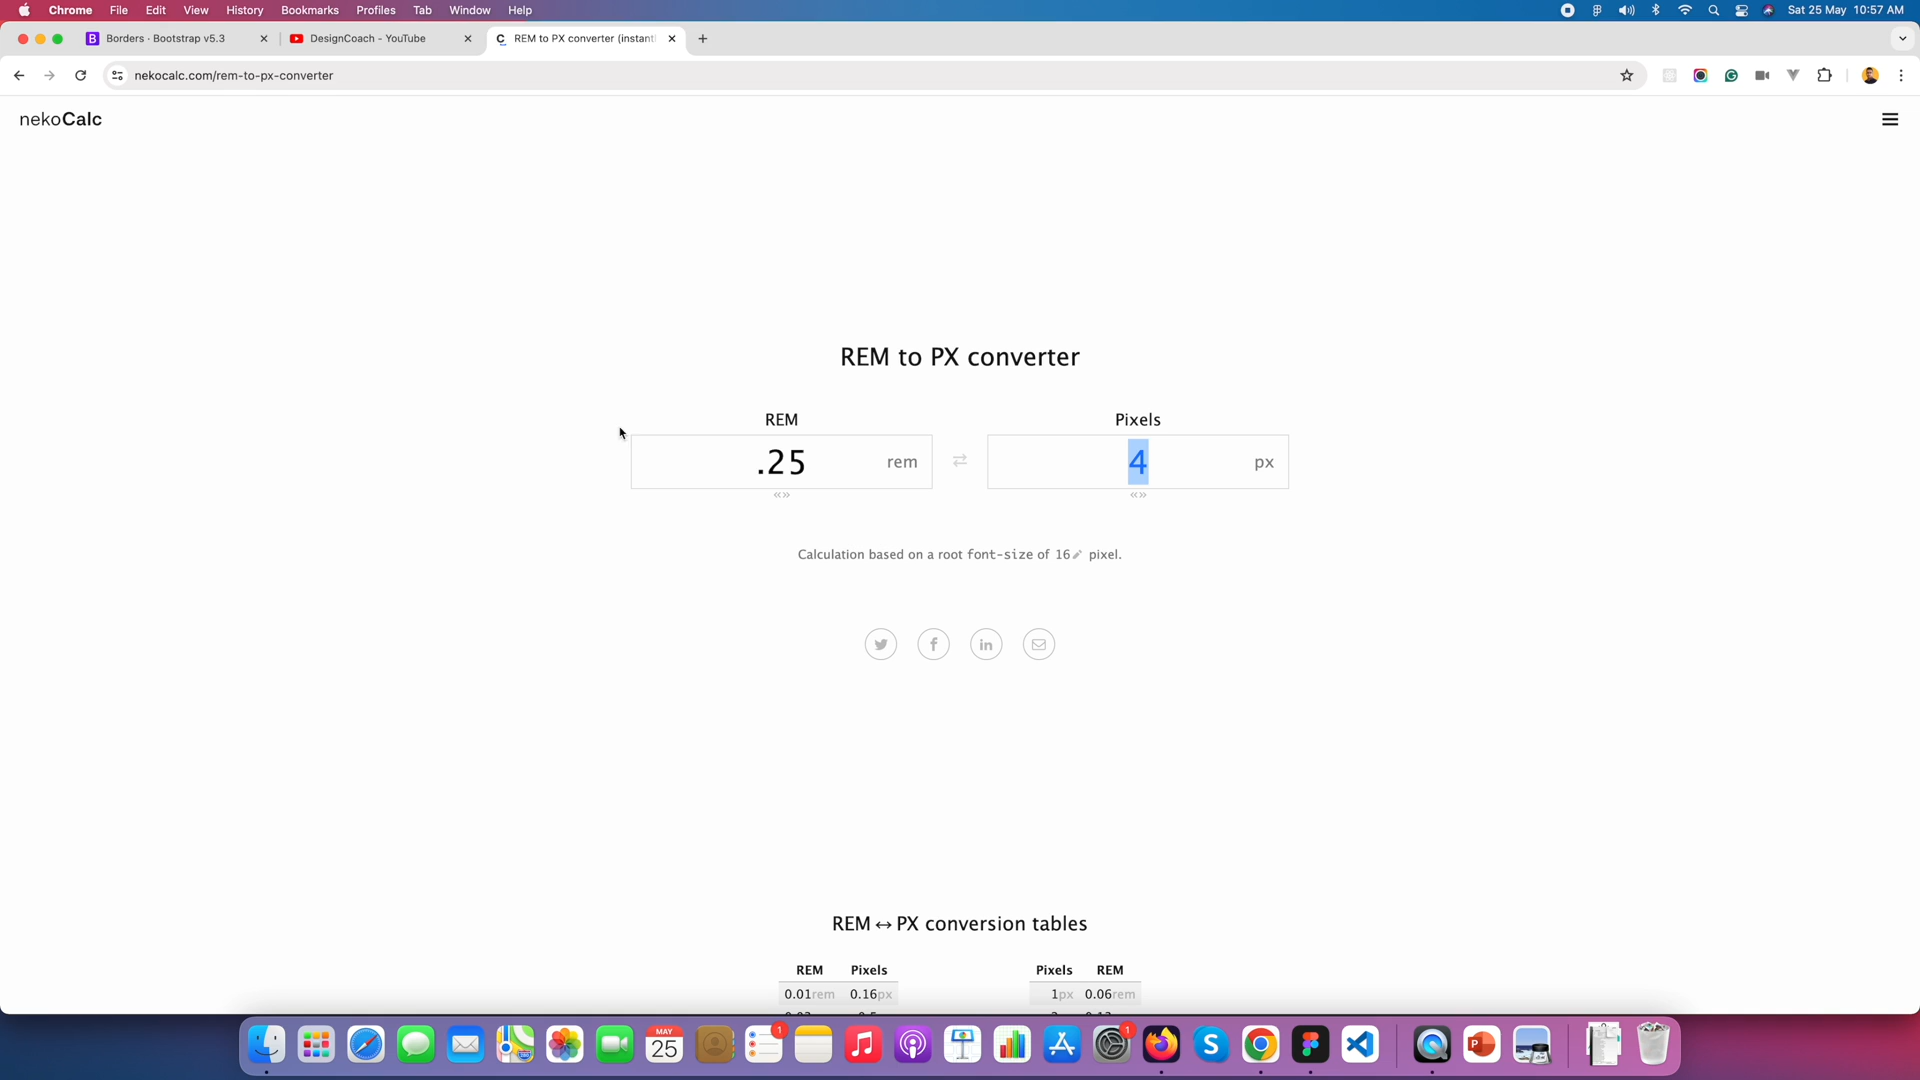 Chrome File Edit View History Bookmarks Profiles Tab Window Help Sat 25 May 10:57 AM
Borders · Bootstrap v5.3 DesignCoach - YouTube REM to PX converter (instant
nekocalc.com/rem-to-px-converter
nekoCalc
REM to PX converter
REM Pixels
.25 rem ⇄ 4 px
«» «»
Calculation based on a root font-size of 16 pixel.
REM ↔ PX conversion tables
REM Pixels Pixels REM
0.01rem 0.16px 1px 0.06rem
MAY
25
1
1